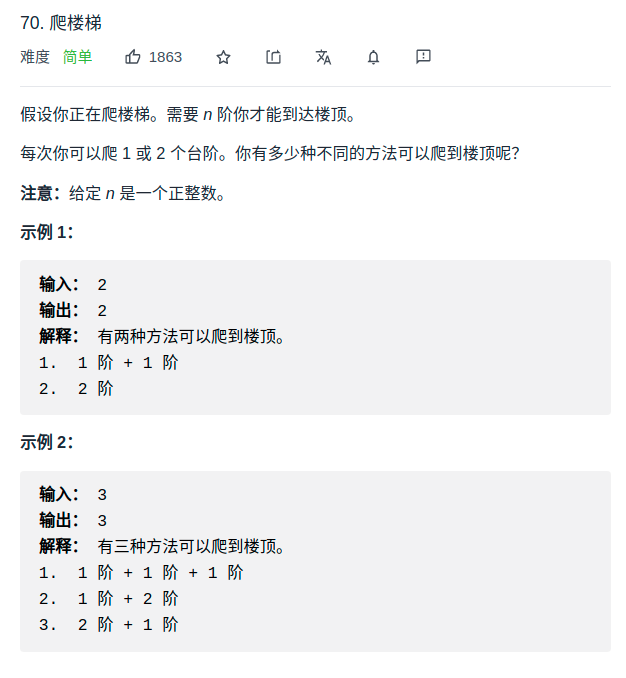 70. 爬楼梯
难度 简单 1863
假设你正在爬楼梯。需要 n 阶你才能到达楼顶。
每次你可以爬 1 或 2 个台阶。你有多少种不同的方法可以爬到楼顶呢?
注意：给定 n 是一个正整数。
示例 1：
输入： 2
输出： 2
解释： 有两种方法可以爬到楼顶。
1. 1 阶 + 1 阶
2. 2 阶
示例 2：
输入： 3
输出： 3
解释： 有三种方法可以爬到楼顶。
1. 1 阶 + 1 阶 + 1 阶
2. 1 阶 + 2 阶
3. 2 阶 + 1 阶